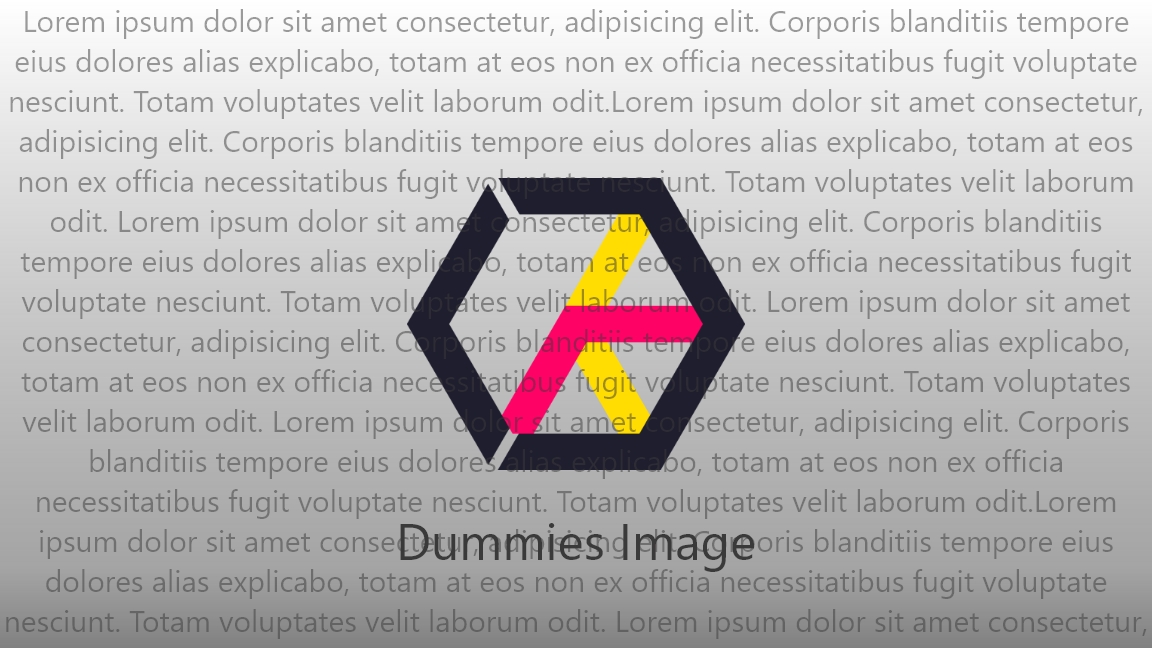 Lorem ipsum dolor sit amet consectetur, adipisicing elit. Corporis blanditiis tempore
eius dolores alias explicabo, totam at eos non ex officia necessitatibus fugit voluptate
nesciunt. Totam voluptates velit laborum odit.Lorem ipsum dolor sit amet consectetur,
adipisicing elit. Corporis blanditiis tempore eius dolores alias explicabo, totam at eos
non ex officia necessitatibus fugit voluptate nesciunt. Totam voluptates velit laborum
odit. Lorem ipsum dolor sit amet consectetur, adipisicing elit. Corporis blanditiis
tempore eius dolores alias explicabo, totam at eos non ex officia necessitatibus fugit
voluptate nesciunt. Totam voluptates velit laborum odit. Lorem ipsum dolor sit amet
consectetur, adipisicing elit. Corporis blanditiis tempore eius dolores alias explicabo,
totam at eos non ex officia necessitatibus fugit voluptate nesciunt. Totam voluptates
velit laborum odit. Lorem ipsum dolor sit amet consectetur, adipisicing elit. Corporis
blanditiis tempore eius dolores alias explicabo, totam at eos non ex officia
necessitatibus fugit voluptate nesciunt. Totam voluptates velit laborum odit.Lorem
ipsum dolor sit amet consectetur, adipisicing elit. Corporis blanditiis tempore eius
Dummies Image
dolores alias explicabo, totam at eos non ex officia necessitatibus fugit voluptate
nesciunt. Totam voluptates velit laborum odit. Lorem ipsum dolor sit amet consectetur,